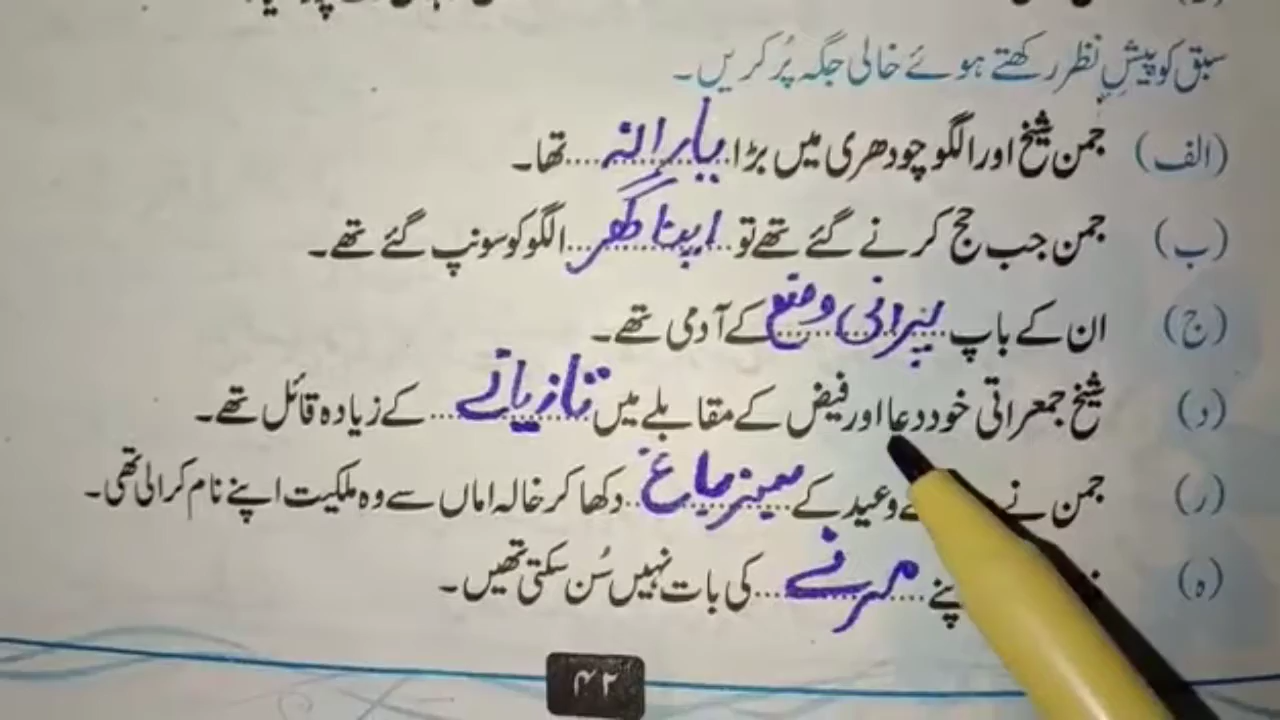 سبق کو پیشِ نظر رکھتے ہوئے خالی جگہ پُر کریں۔
(الف) جمن شیخ اور الگو چودھری میں بڑا یارانہ تھا۔
(ب) جمن جب حج کرنے گئے تھے تو اپنا گھر الگو کو سونپ گئے تھے۔
(ج) ان کے باپ پرانی وضع کے آدمی تھے۔
(د) شیخ جمعراتی خود دعا اور فیض کے مقابلے میں تازیانے کے زیادہ قائل تھے۔
(ر) جمن نے وعید کے سبز باغ دکھا کر خالہ اماں سے وہ ملکیت اپنے نام کرالی تھی۔
(ہ) مرنے کی بات نہیں سُن سکتی تھیں۔
۴۲